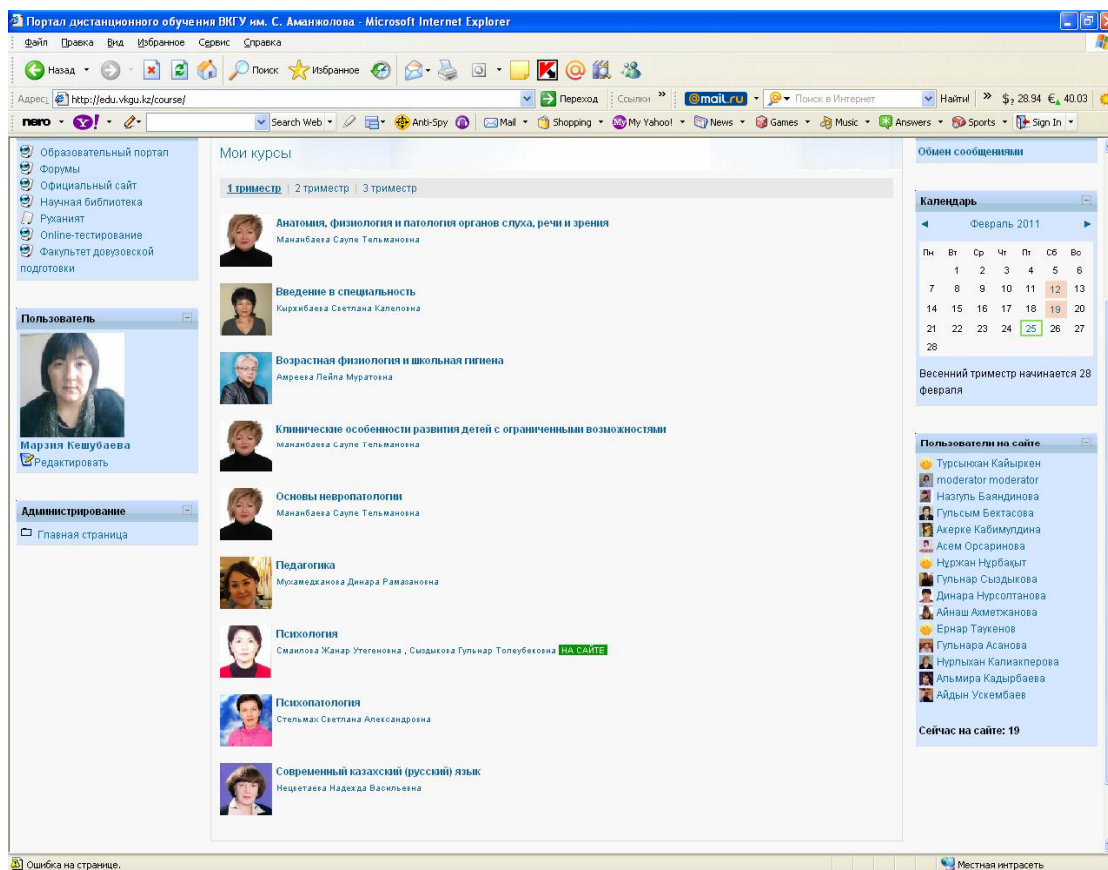 Портал дистанционного обучения ВКГУ им. С. Аманжолова - Microsoft Internet Explorer
Файл Правка Вид Избранное Сервис Справка
Назад Поиск Избранное
Адрес: http://edu.vkgu.kz/course/ Переход Ссылки » @mail.ru Поиск в Интернет Найти! » $ 28.94 € 40.03
nero Y! Search Web Anti-Spy Mail Shopping My Yahoo! News Games Music Answers Sports Sign In
Образовательный портал
Форумы
Официальный сайт
Научная библиотека
Руханият
Online-тестирование
Факультет довузовской
подготовки
Пользователь
Марзия Кешубаева
Редактировать
Администрирование
Главная страница
Мои курсы
1 триместр | 2 триместр | 3 триместр
Анатомия, физиология и патология органов слуха, речи и зрения
Мананбаева Сауле Тельмановна
Введение в специальность
Кырхибаева Светлана Калеповна
Возрастная физиология и школьная гигиена
Амреева Лейла Муратовна
Клинические особенности развития детей с ограниченными возможностями
Мананбаева Сауле Тельмановна
Основы невропатологии
Мананбаева Сауле Тельмановна
Педагогика
Мухамедханова Динара Рамазановна
Психология
Смаилова Жанар Утегеновна , Сыздыкова Гульнар Толеубековна НА САЙТЕ
Психопатология
Стельмах Светлана Александровна
Современный казахский (русский) язык
Нецветаева Надежда Васильевна
Обмен сообщениями
Календарь
◄ Февраль 2011 ►
Пн Вт Ср Чт Пт Сб Вс
1 2 3 4 5 6
7 8 9 10 11 12 13
14 15 16 17 18 19 20
21 22 23 24 25 26 27
28
Весенний триместр начинается 28
февраля
Пользователи на сайте
Турсынхан Кайыркен
moderator moderator
Назгуль Баяндинова
Гульсым Бектасова
Акерке Кабимулдина
Асем Орсаринова
Нұржан Нұрбақыт
Гульнар Сыздыкова
Динара Нурсолтанова
Айнаш Ахметжанова
Ернар Таукенов
Гульнара Асанова
Нурлыхан Калиакперова
Альмира Кадырбаева
Айдын Ускембаев
Сейчас на сайте: 19
Ошибка на странице. Местная интрасеть